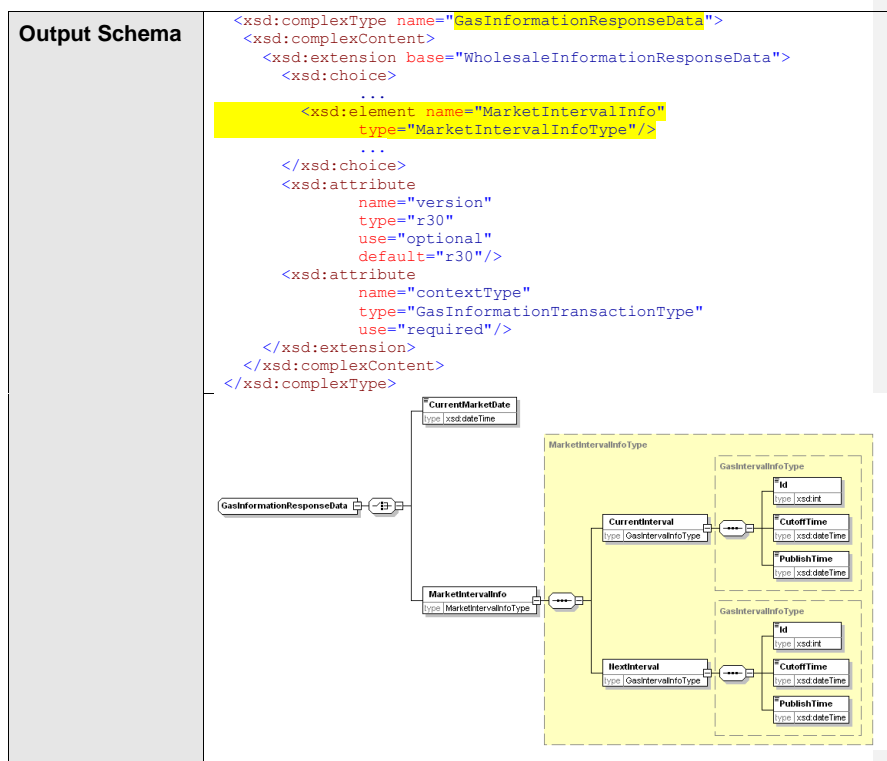 Output Schema
<xsd:complexType name="GasInformationResponseData">
<xsd:complexContent>
<xsd:extension base="WholesaleInformationResponseData">
<xsd:choice>
...
<xsd:element name="MarketIntervalInfo"
type="MarketIntervalInfoType"/>
...
</xsd:choice>
<xsd:attribute
name="version"
type="r30"
use="optional"
default="r30"/>
<xsd:attribute
name="contextType"
type="GasInformationTransactionType"
use="required"/>
</xsd:extension>
</xsd:complexContent>
</xsd:complexType>
CurrentMarketDate
type xsd:dateTime
MarketIntervalInfoType
GasIntervalInfoType
Id
type xsd:int
GasInformationResponseData
CurrentInterval
type GasIntervalInfoType
CutoffTime
type xsd:dateTime
PublishTime
type xsd:dateTime
MarketIntervalInfo
type MarketIntervalInfoType
GasIntervalInfoType
Id
type xsd:int
NextInterval
type GasIntervalInfoType
CutoffTime
type xsd:dateTime
PublishTime
type xsd:dateTime